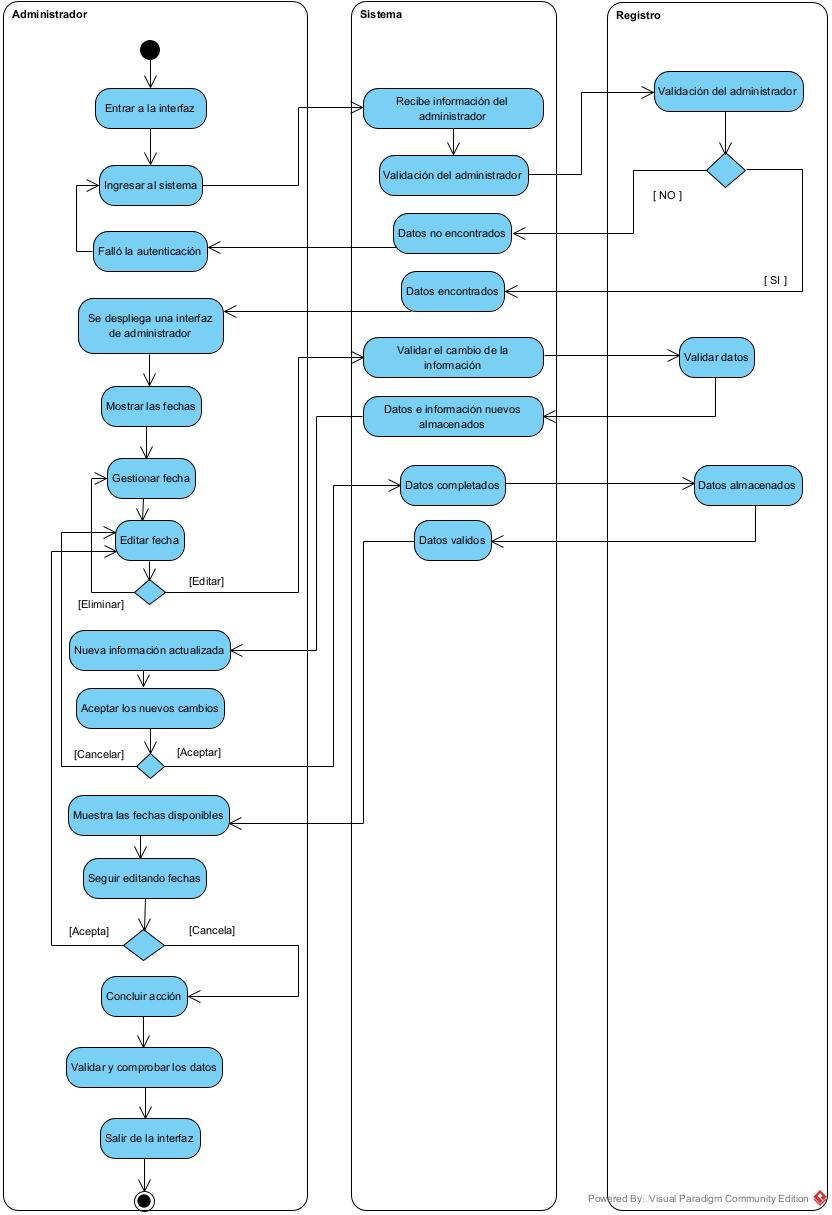 Administrador
Sistema
Registro
Entrar a la interfaz
Recibe información del
administrador
Validación del administrador
Ingresar al sistema
Validación del administrador
[ NO ]
Falló la autenticación
Datos no encontrados
[ SI ]
Datos encontrados
Se despliega una interfaz
de administrador
Validar el cambio de la
información
Validar datos
Mostrar las fechas
Datos e información nuevos
almacenados
Gestionar fecha
Datos completados
Datos almacenados
Editar fecha
Datos validos
[Editar]
[Eliminar]
Nueva información actualizada
Aceptar los nuevos cambios
[Cancelar]
[Aceptar]
Muestra las fechas disponibles
Seguir editando fechas
[Acepta]
[Cancela]
Concluir acción
Validar y comprobar los datos
Salir de la interfaz
Powered By Visual Paradigm Community Edition